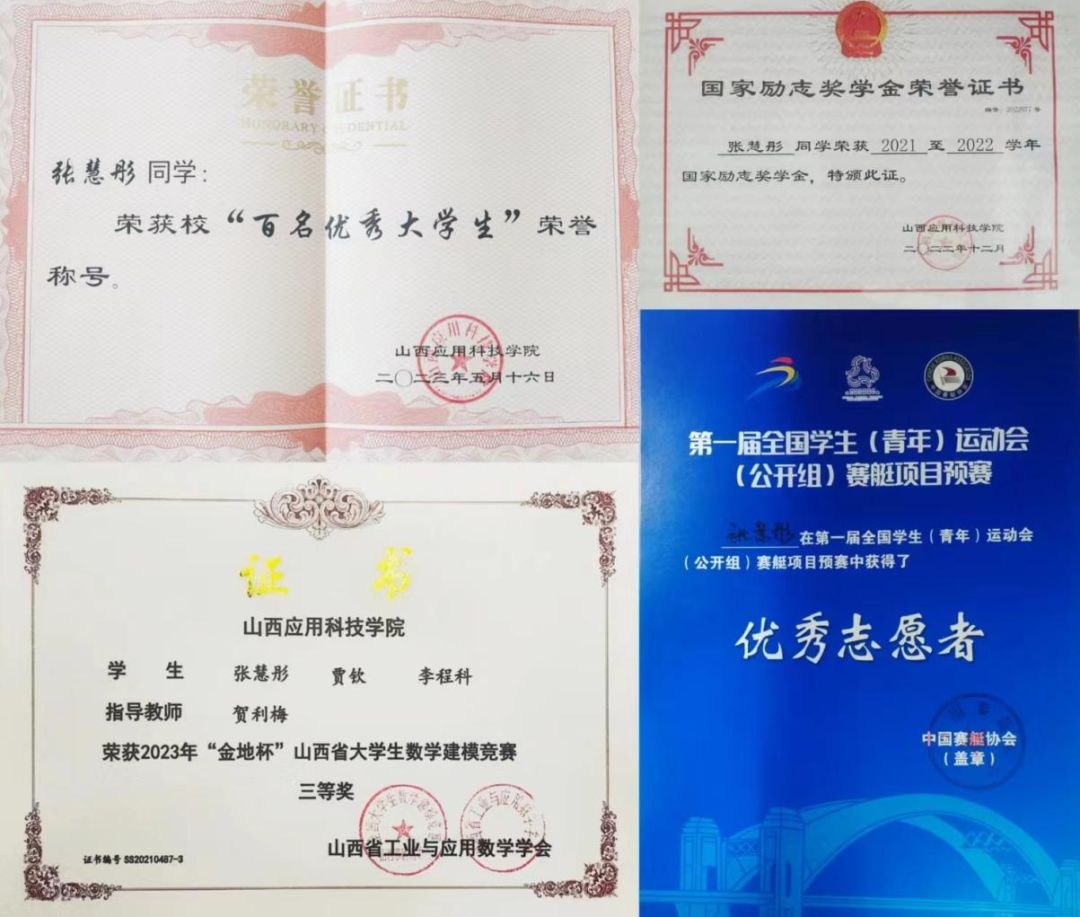 荣誉证书
HONORARY CREDENTIAL
张慧彤 同学：
荣获校“百名优秀大学生”荣誉
称号。
山西应用科技学院
二〇二三年五月十六日
国家励志奖学金荣誉证书
张慧彤 同学荣获 2021 至 2022 学年
国家励志奖学金，特颁此证。
山西应用科技学院
二〇二二年十二月
证 书
山西应用科技学院
学 生 张慧彤 贾钦 李程科
指导教师 贺利梅
荣获2023年“金地杯”山西省大学生数学建模竞赛
三等奖
山西省工业与应用数学学会
证书编号 SS20210487-3
第一届全国学生（青年）运动会
（公开组）赛艇项目预赛
张慧彤 在第一届全国学生（青年）运动会
（公开组）赛艇项目预赛中获得了
优秀志愿者
中国赛艇协会
（盖章）